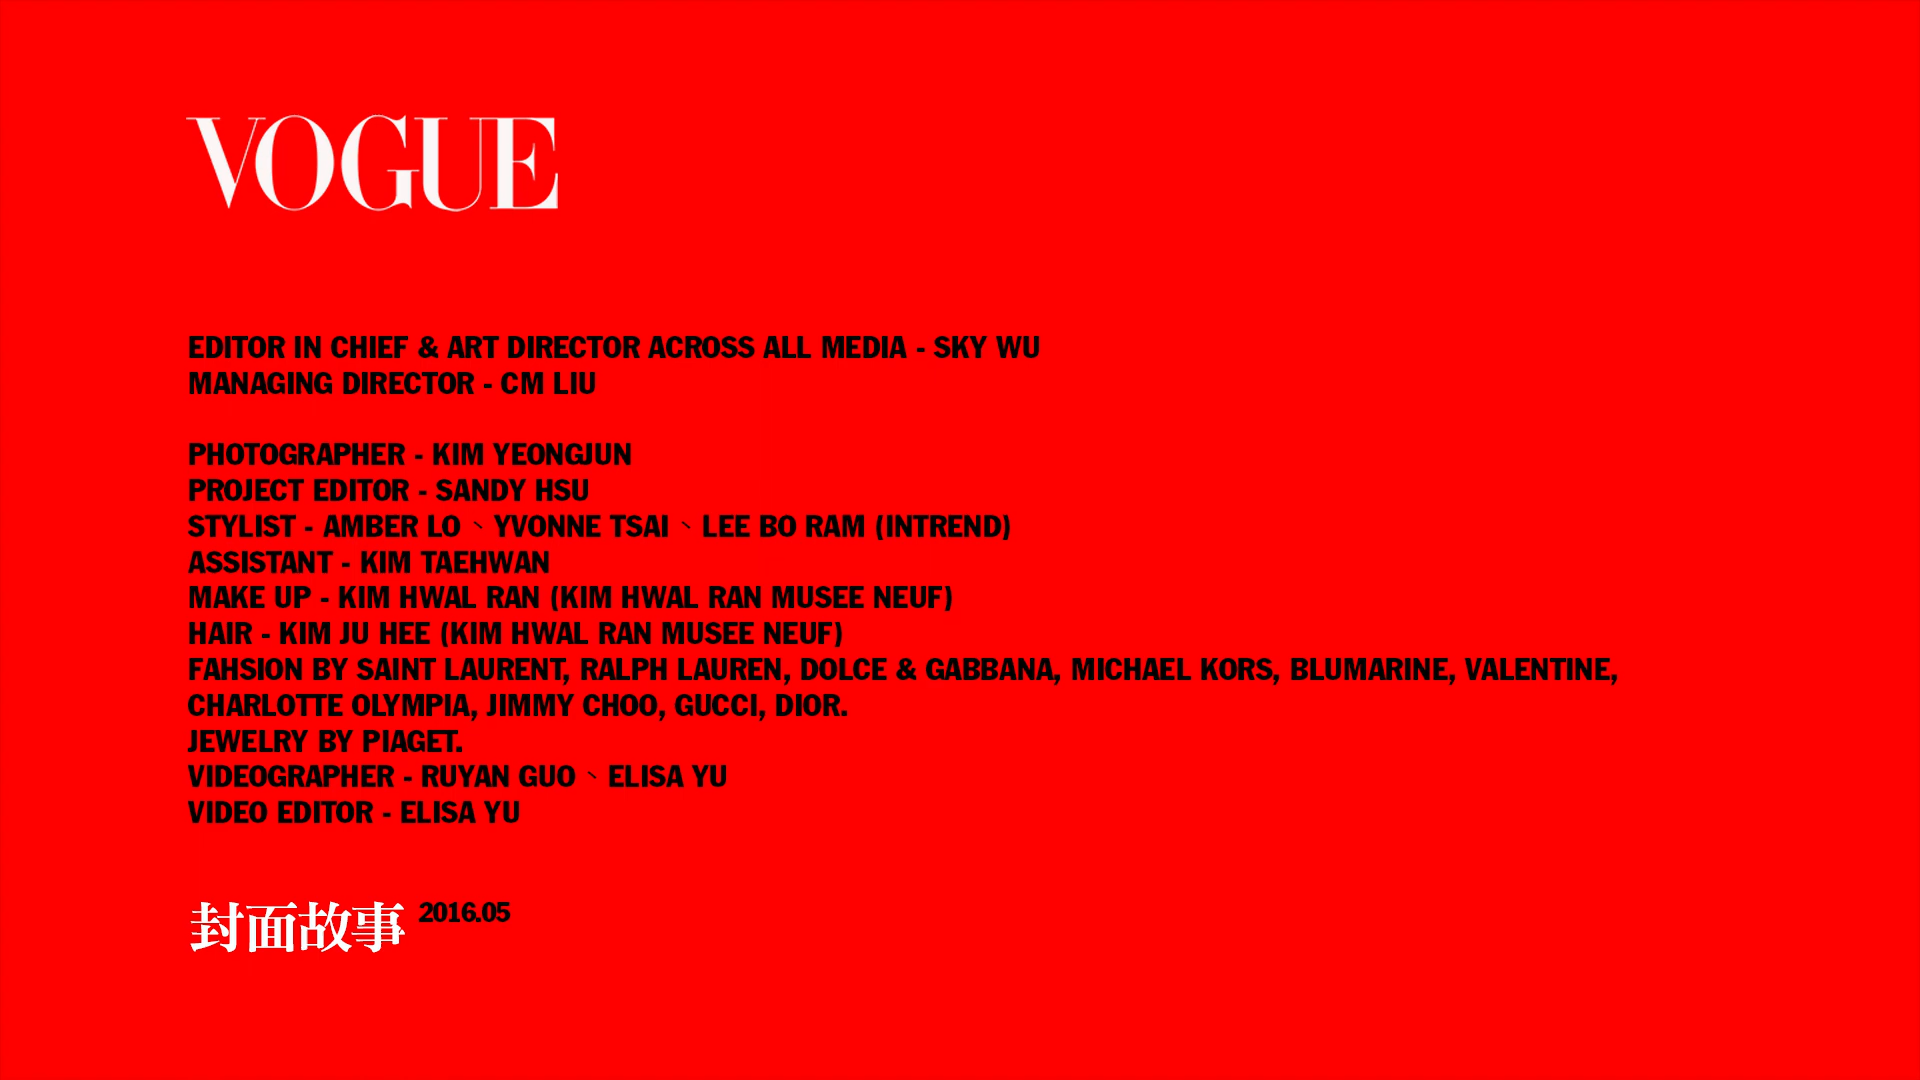 VOGUE
EDITOR IN CHIEF & ART DIRECTOR ACROSS ALL MEDIA - SKY WU
MANAGING DIRECTOR - CM LIU
PHOTOGRAPHER - KIM YEONGJUN
PROJECT EDITOR - SANDY HSU
STYLIST - AMBER LO、YVONNE TSAI、LEE BO RAM (INTREND)
ASSISTANT - KIM TAEHWAN
MAKE UP - KIM HWAL RAN (KIM HWAL RAN MUSEE NEUF)
HAIR - KIM JU HEE (KIM HWAL RAN MUSEE NEUF)
FAHSION BY SAINT LAURENT, RALPH LAUREN, DOLCE & GABBANA, MICHAEL KORS, BLUMARINE, VALENTINE,
CHARLOTTE OLYMPIA, JIMMY CHOO, GUCCI, DIOR.
JEWELRY BY PIAGET.
VIDEOGRAPHER - RUYAN GUO、ELISA YU
VIDEO EDITOR - ELISA YU
封面故事 2016.05